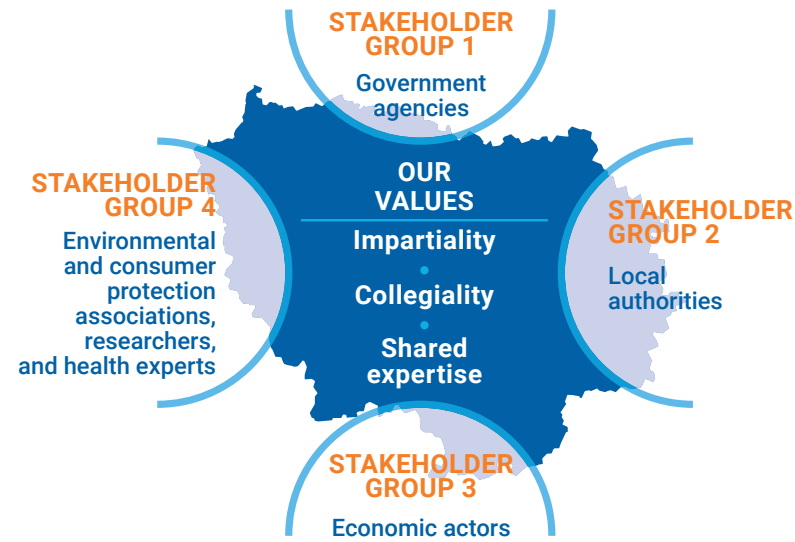 STAKEHOLDER
GROUP 1
Government
agencies
OUR
VALUES
Impartiality
•
Collegiality
•
Shared
expertise
STAKEHOLDER
GROUP 2
Local
authorities
STAKEHOLDER
GROUP 3
Economic actors
STAKEHOLDER
GROUP 4
Environmental
and consumer
protection
associations,
researchers,
and health experts